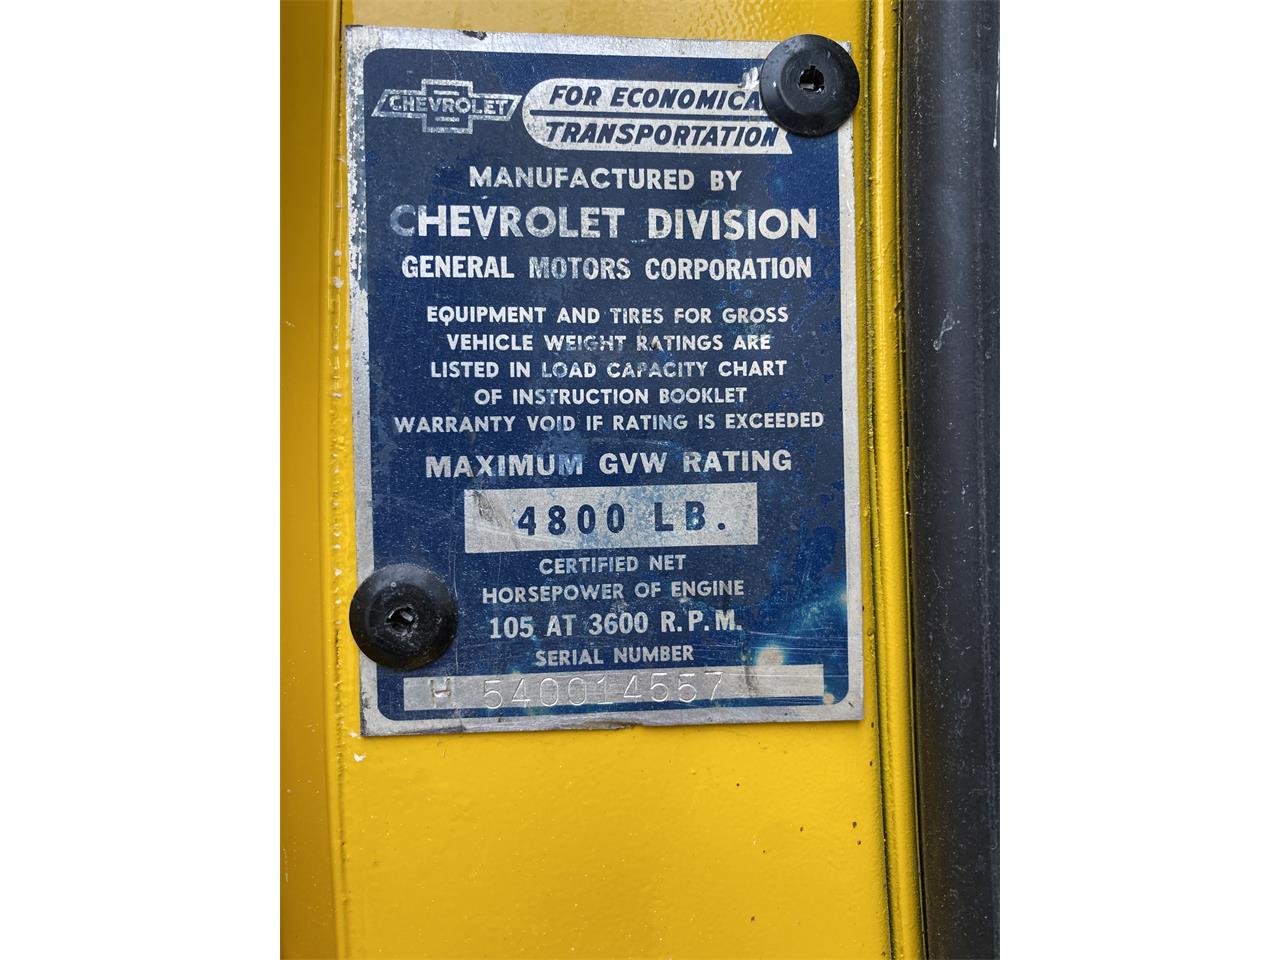 CHEVROLET
FOR ECONOMICA
TRANSPORTATION
MANUFACTURED BY
CHEVROLET DIVISION
GENERAL MOTORS CORPORATION
EQUIPMENT AND TIRES FOR GROSS
VEHICLE WEIGHT RATINGS ARE
LISTED IN LOAD CAPACITY CHART
OF INSTRUCTION BOOKLET
WARRANTY VOID IF RATING IS EXCEEDED
MAXIMUM GVW RATING
4800 LB.
CERTIFIED NET
HORSEPOWER OF ENGINE
105 AT 3600 R.P.M.
SERIAL NUMBER
H 540014557